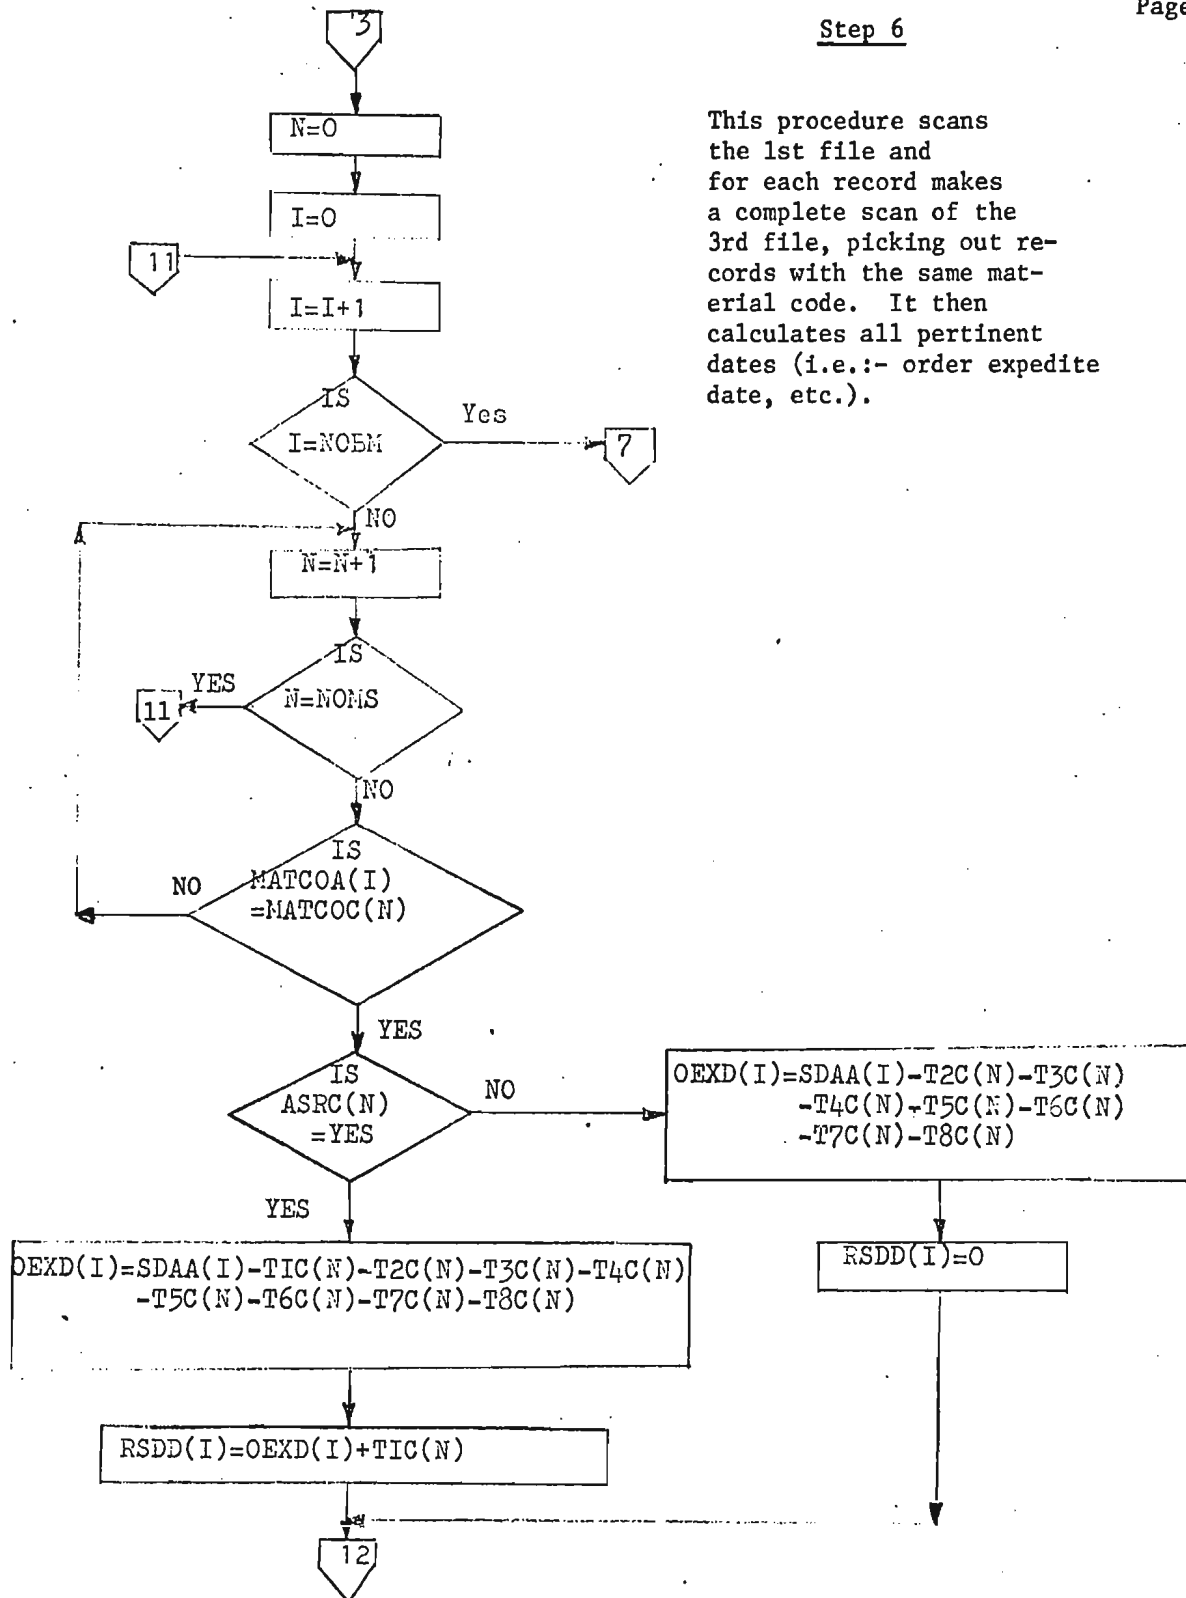 Page
Step 6
3
N=0
This procedure scans
the 1st file and
for each record makes
a complete scan of the
3rd file, picking out re-
cords with the same mat-
erial code. It then
calculates all pertinent
dates (i.e.:- order expedite
date, etc.).
I=0
11
I=I+1
IS
I=NOBM
Yes
7
NO
N=N+1
IS
N=NOMS
YES
11
NO
IS
MATCOA(I)
=MATCOC(N)
NO
YES
IS
ASRC(N)
=YES
NO
OEXD(I)=SDAA(I)-T2C(N)-T3C(N)
-T4C(N)-T5C(N)-T6C(N)
-T7C(N)-T8C(N)
YES
OEXD(I)=SDAA(I)-TIC(N)-T2C(N)-T3C(N)-T4C(N)
-T5C(N)-T6C(N)-T7C(N)-T8C(N)
RSDD(I)=0
RSDD(I)=OEXD(I)+TIC(N)
12